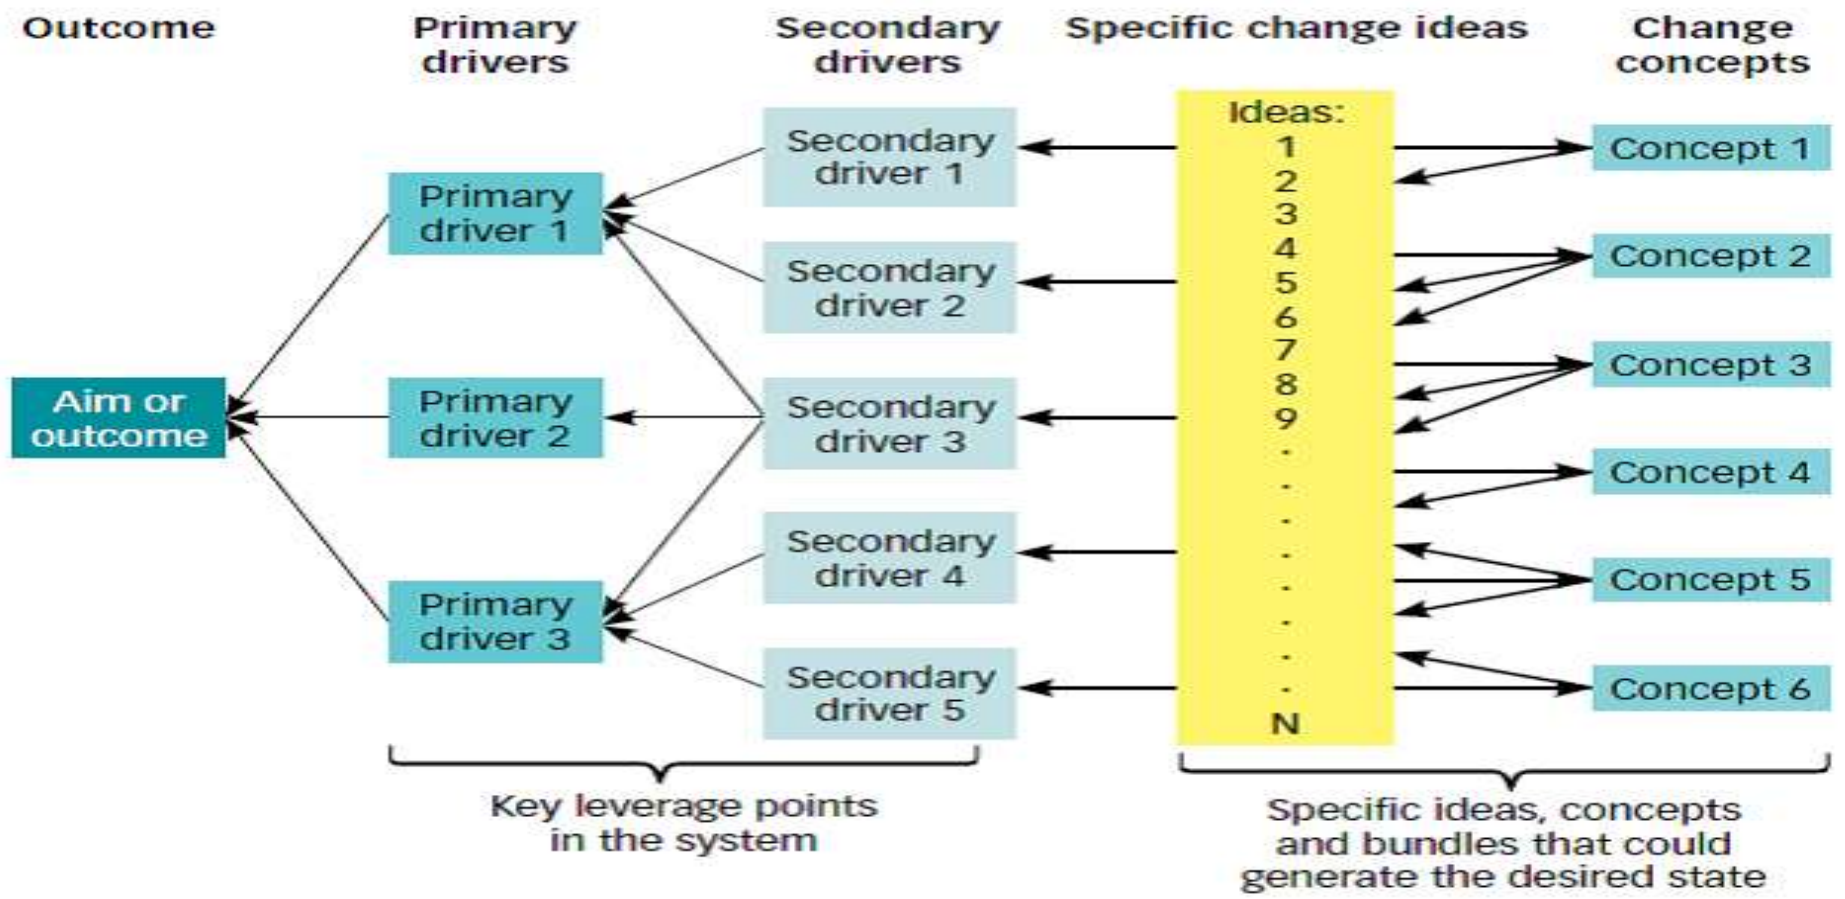 Outcome
Primary
drivers
Secondary
drivers
Specific change ideas
Change
concepts
Aim or
outcome
Primary
driver 1
Primary
driver 2
Primary
driver 3
Secondary
driver 1
Secondary
driver 2
Secondary
driver 3
Secondary
driver 4
Secondary
driver 5
Ideas:
1
2
3
4
5
6
7
8
9
.
.
.
.
.
.
.
.
N
Concept 1
Concept 2
Concept 3
Concept 4
Concept 5
Concept 6
Key leverage points
in the system
Specific ideas, concepts
and bundles that could
generate the desired state